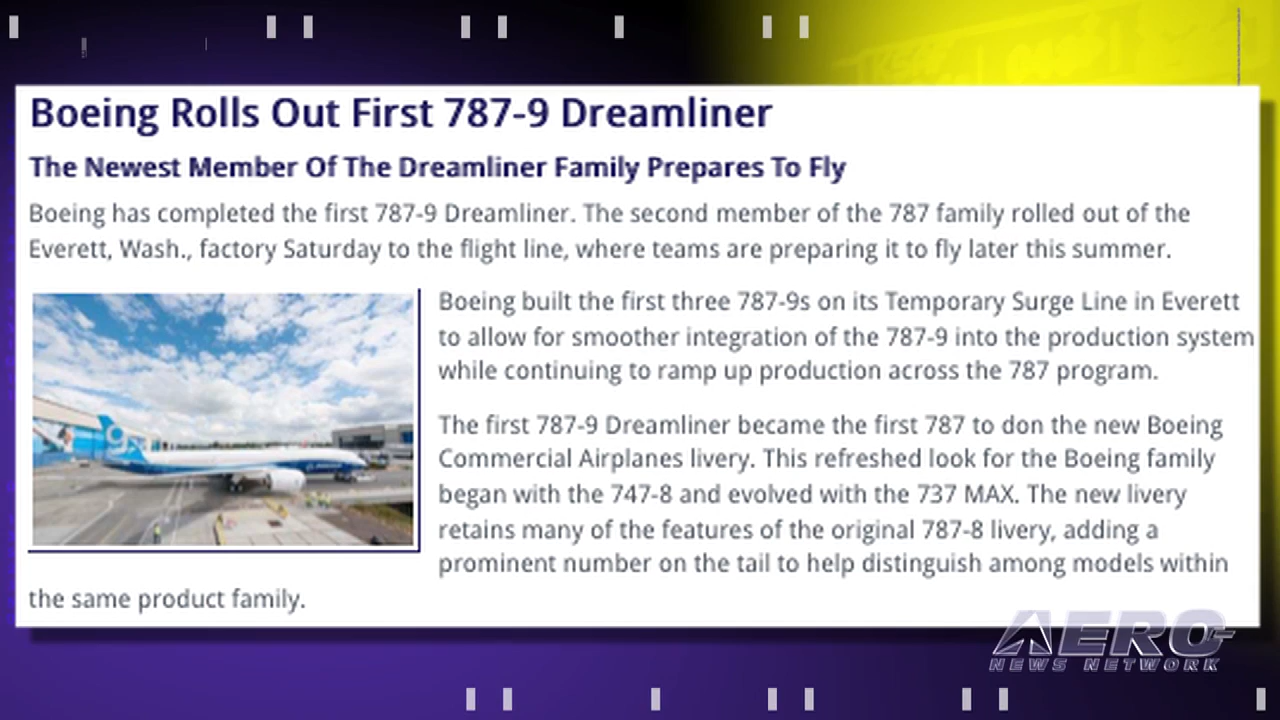 Boeing Rolls Out First 787-9 Dreamliner
The Newest Member Of The Dreamliner Family Prepares To Fly
Boeing has completed the first 787-9 Dreamliner. The second member of the 787 family rolled out of the
Everett, Wash., factory Saturday to the flight line, where teams are preparing it to fly later this summer.
Boeing built the first three 787-9s on its Temporary Surge Line in Everett
to allow for smoother integration of the 787-9 into the production system
while continuing to ramp up production across the 787 program.
The first 787-9 Dreamliner became the first 787 to don the new Boeing
Commercial Airplanes livery. This refreshed look for the Boeing family
began with the 747-8 and evolved with the 737 MAX. The new livery
retains many of the features of the original 787-8 livery, adding a
prominent number on the tail to help distinguish among models within
the same product family.
9
AERO
NEWS NETWORK